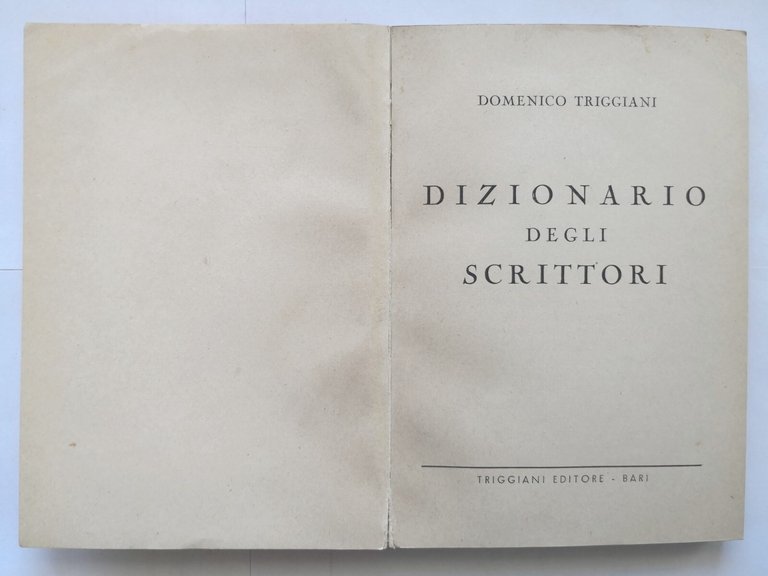 DOMENICO TRIGGIANI
DIZIONARIO
DEGLI
SCRITTORI
TRIGGIANI EDITORE - BARI